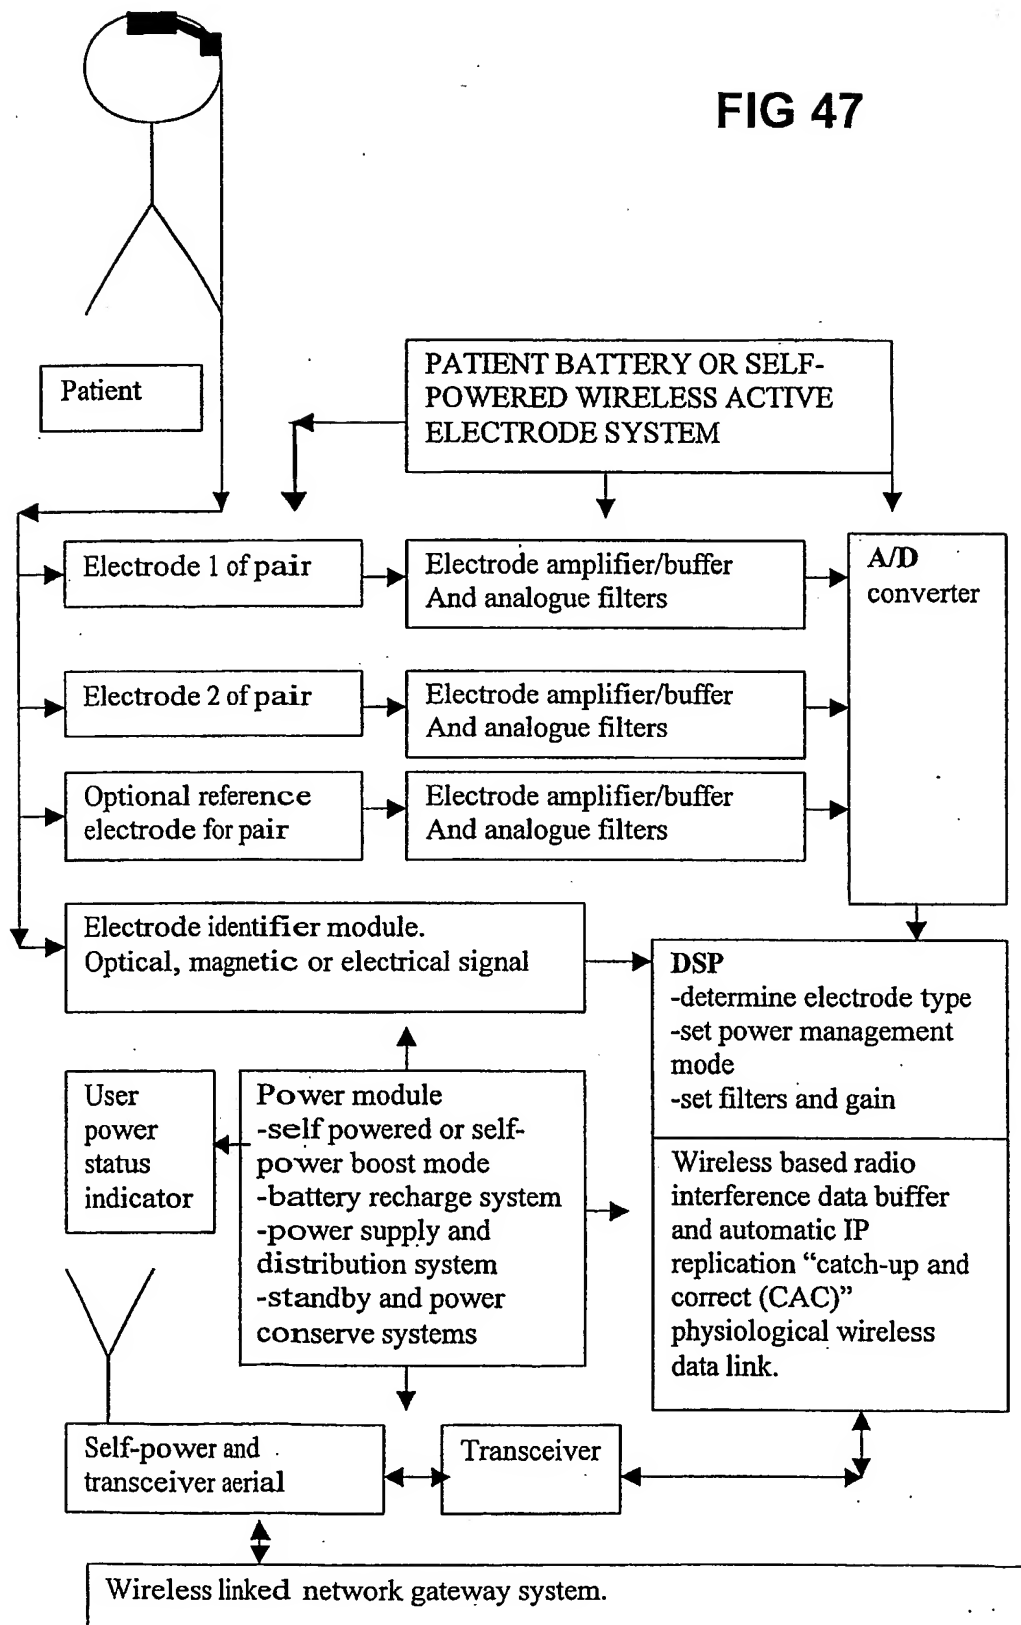 FIG 47
Patient
PATIENT BATTERY OR SELF-
POWERED WIRELESS ACTIVE
ELECTRODE SYSTEM
Electrode 1 of pair
Electrode amplifier/buffer
And analogue filters
A/D
converter
Electrode 2 of pair
Electrode amplifier/buffer
And analogue filters
Optional reference
electrode for pair
Electrode amplifier/buffer
And analogue filters
Electrode identifier module.
Optical, magnetic or electrical signal
DSP
-determine electrode type
-set power management
mode
-set filters and gain
User
power
status
indicator
Power module
-self powered or self-
power boost mode
-battery recharge system
-power supply and
distribution system
-standby and power
conserve systems
Wireless based radio
interference data buffer
and automatic IP
replication “catch-up and
correct (CAC)”
physiological wireless
data link.
Self-power and
transceiver aerial
Transceiver
Wireless linked network gateway system.